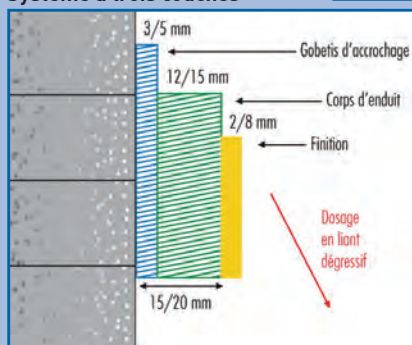 Système à trois couches
3/5 mm
Gobetis d'accrochage
12/15 mm
Corps d'enduit
2/8 mm
Finition
Dosage
en liant
dégressif
15/20 mm